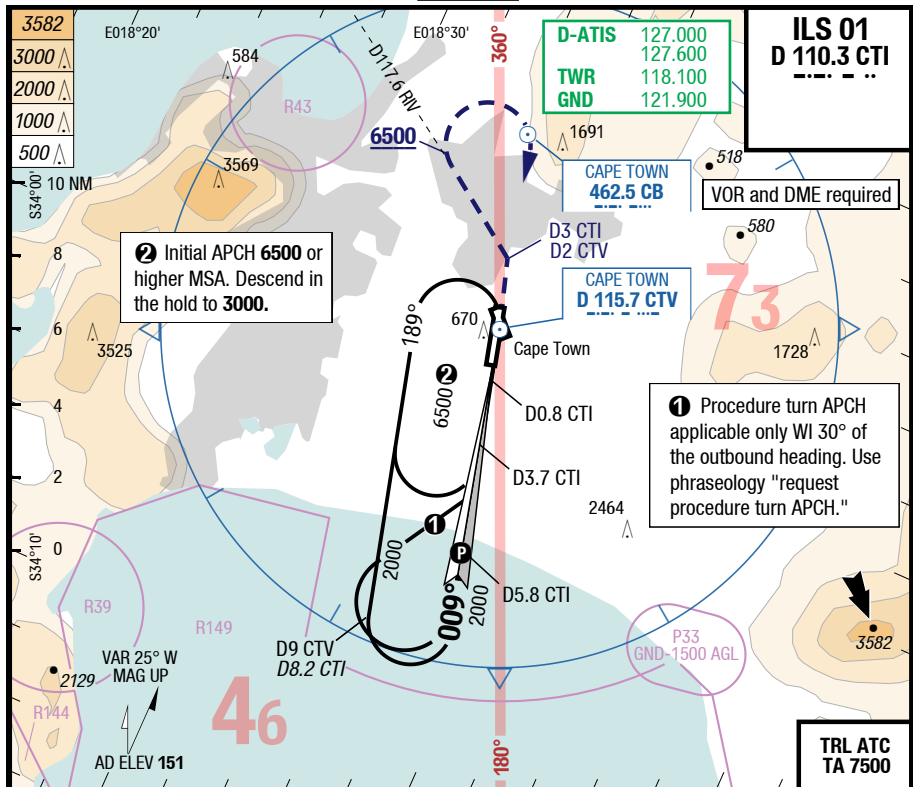 3582
3000
2000
1000
500
E018°20'
E018°30'
584
R43
D117.6 RIV
360°
D-ATIS 127.000
127.600
TWR 118.100
GND 121.900
ILS 01
D 110.3 CTI
6500
1691
518
3569
S34°00'
10 NM
CAPE TOWN
462.5 CB
VOR and DME required
D3 CTI
D2 CTV
580
❷ Initial APCH 6500 or
higher MSA. Descend in
the hold to 3000.
8
CAPE TOWN
D 115.7 CTV
73
189°
670
6
3525
Cape Town
1728
6500 ❷
4
D0.8 CTI
❶ Procedure turn APCH
applicable only WI 30° of
the outbound heading. Use
phraseology "request
procedure turn APCH."
2
D3.7 CTI
2464
❶
S34°10'
0
2000
P
D5.8 CTI
2000
009°
R39
R149
D9 CTV
D8.2 CTI
P33
GND-1500 AGL
3582
VAR 25° W
MAG UP
2129
R144
46
180°
AD ELEV 151
TRL ATC
TA 7500